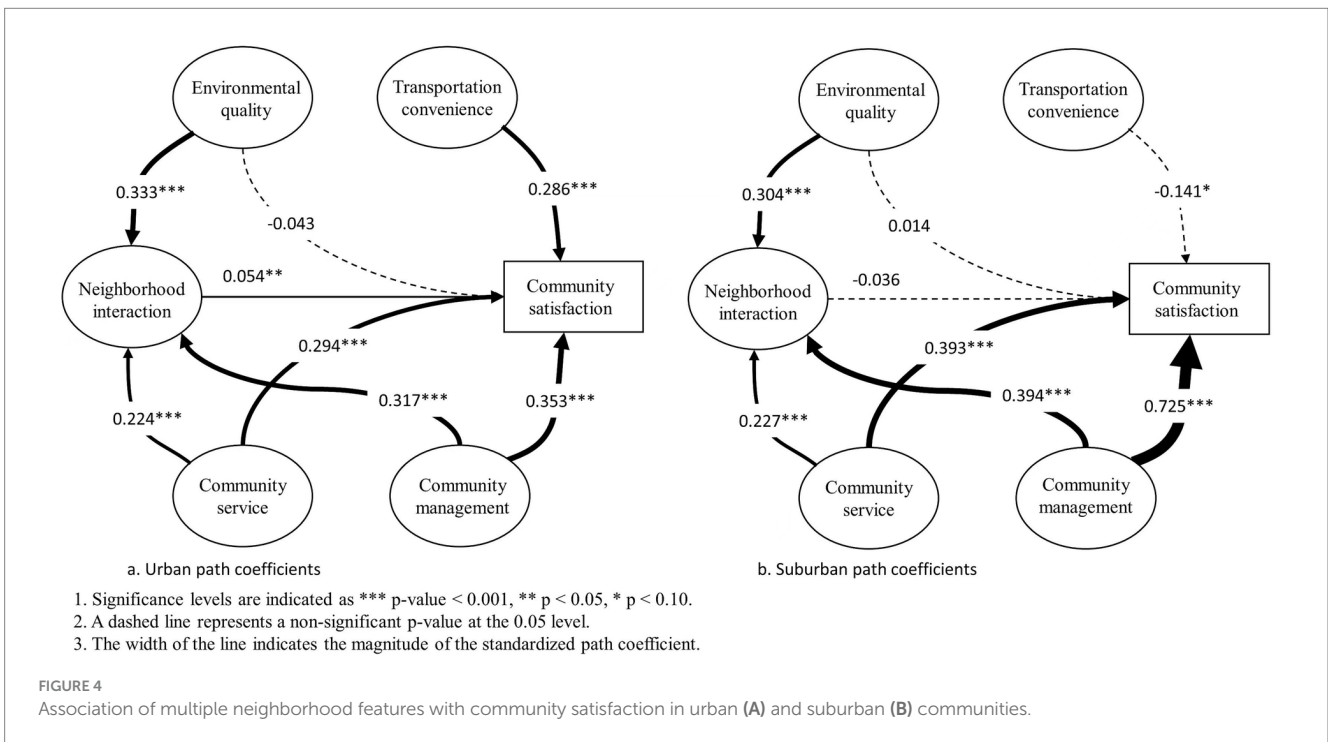 Environmental
quality
Transportation
convenience
0.333***
0.286***
-0.043
Neighborhood
interaction
0.054**
Community
satisfaction
0.294***
0.317***
0.353***
0.224***
Community
service
Community
management
a. Urban path coefficients
Environmental
quality
Transportation
convenience
0.304***
-0.141*
0.014
Neighborhood
interaction
-0.036
Community
satisfaction
0.393***
0.394***
0.725***
0.227***
Community
service
Community
management
b. Suburban path coefficients
1. Significance levels are indicated as *** p-value < 0.001, ** p < 0.05, * p < 0.10.
2. A dashed line represents a non-significant p-value at the 0.05 level.
3. The width of the line indicates the magnitude of the standardized path coefficient.
FIGURE 4
Association of multiple neighborhood features with community satisfaction in urban (A) and suburban (B) communities.